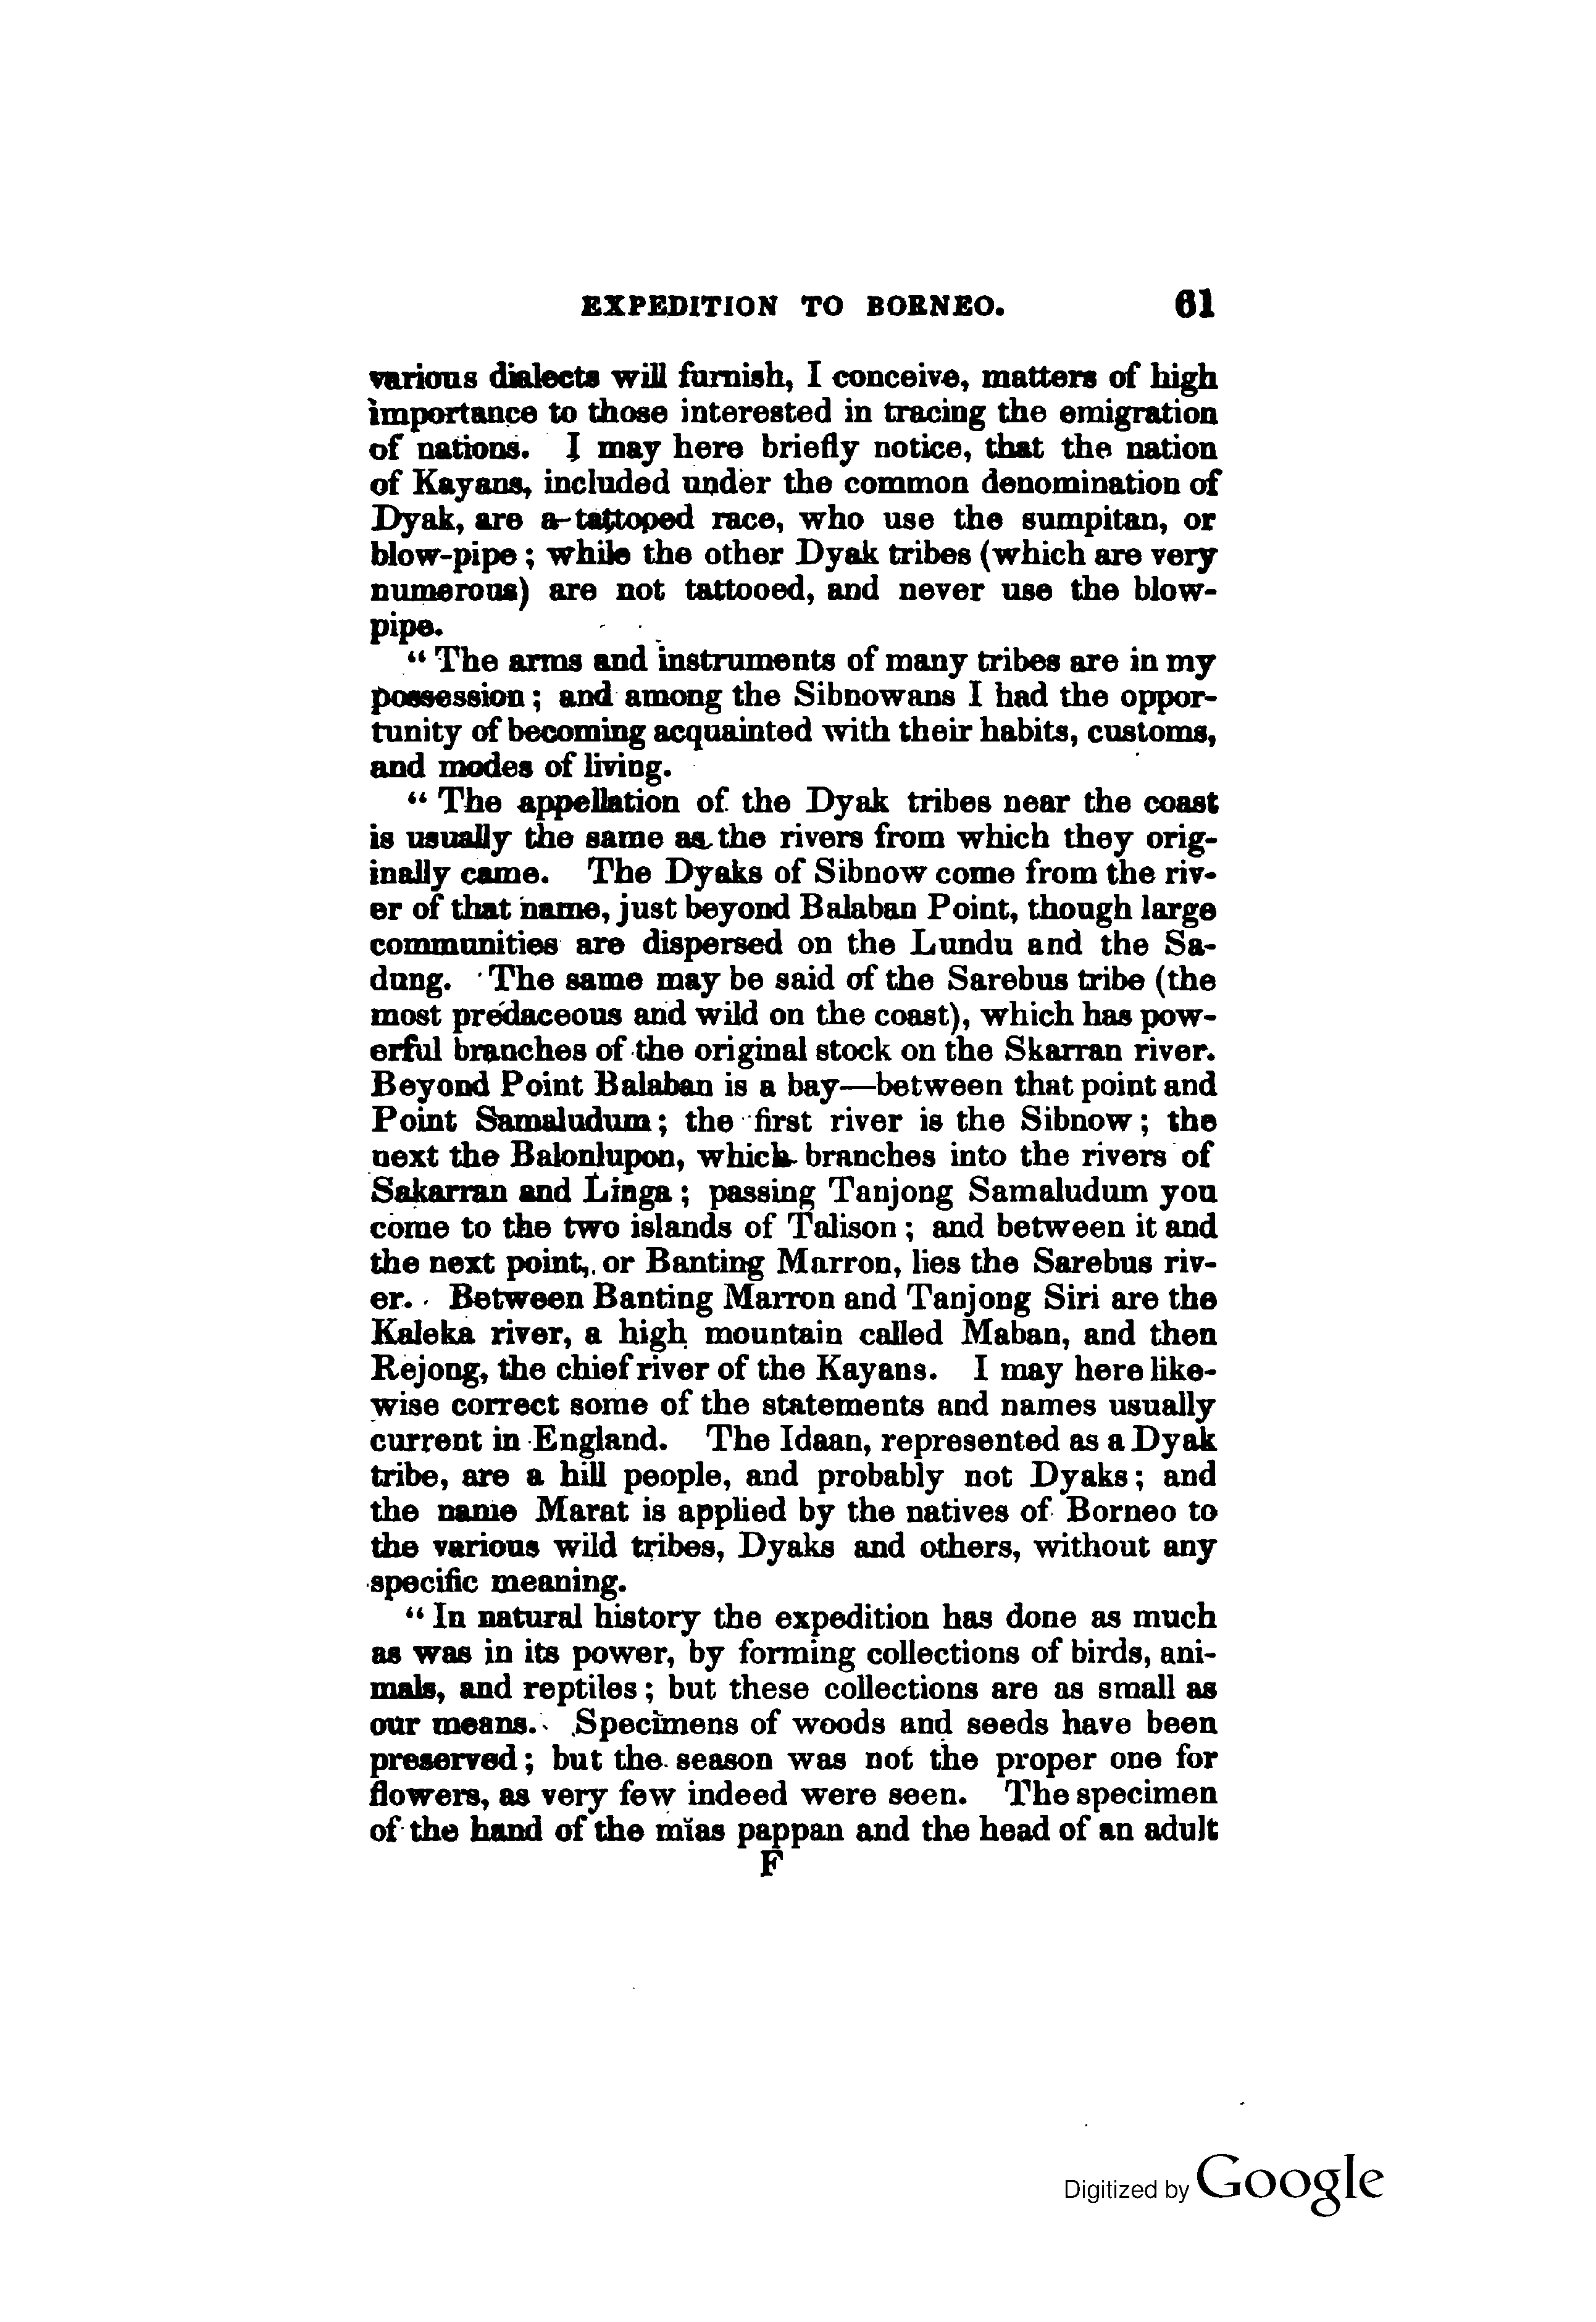 EXPEDITION TO BORNEO. 61
various dialects will furnish, I conceive, matters of high
importance to those interested in tracing the emigration
of nations. I may here briefly notice, that the nation
of Kayans, included under the common denomination of
Dyak, are a tattooed race, who use the sumpitan, or
blow-pipe; while the other Dyak tribes (which are very
numerous) are not tattooed, and never use the blow-
pipe.
“The arms and instruments of many tribes are in my
possession; and among the Sibnowans I had the oppor-
tunity of becoming acquainted with their habits, customs,
and modes of living.
“The appellation of the Dyak tribes near the coast
is usually the same as the rivers from which they orig-
inally came. The Dyaks of Sibnow come from the riv-
er of that name, just beyond Balaban Point, though large
communities are dispersed on the Lundu and the Sa-
dung. The same may be said of the Sarebus tribe (the
most predaceous and wild on the coast), which has pow-
erful branches of the original stock on the Skarran river.
Beyond Point Balaban is a bay—between that point and
Point Samaludum; the first river is the Sibnow; the
next the Balonlupon, which branches into the rivers of
Sakarran and Linga; passing Tanjong Samaludum you
come to the two islands of Talison; and between it and
the next point, or Banting Marron, lies the Sarebus riv-
er. Between Banting Marron and Tanjong Siri are the
Kaleka river, a high mountain called Maban, and then
Rejong, the chief river of the Kayans. I may here like-
wise correct some of the statements and names usually
current in England. The Idaan, represented as a Dyak
tribe, are a hill people, and probably not Dyaks; and
the name Marat is applied by the natives of Borneo to
the various wild tribes, Dyaks and others, without any
specific meaning.
“In natural history the expedition has done as much
as was in its power, by forming collections of birds, ani-
mals, and reptiles; but these collections are as small as
our means. Specimens of woods and seeds have been
preserved; but the season was not the proper one for
flowers, as very few indeed were seen. The specimen
of the hand of the mias pappan and the head of an adult
F
Digitized by Google